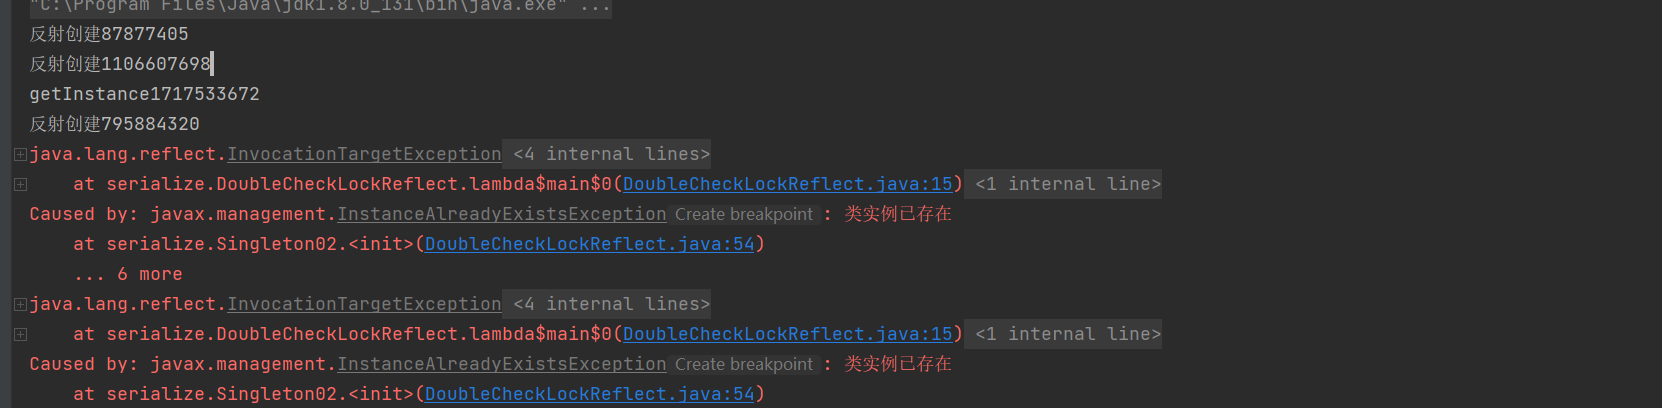 "C:\Program Files\Java\jdk1.8.0_131\bin\java.exe" ...
反射创建87877405
反射创建1106607698
getInstance1717533672
反射创建795884320
java.lang.reflect.InvocationTargetException <4 internal lines>
at serialize.DoubleCheckLockReflect.lambda$main$0(DoubleCheckLockReflect.java:15) <1 internal line>
Caused by: javax.management.InstanceAlreadyExistsException Create breakpoint : 类实例已存在
at serialize.Singleton02.<init>(DoubleCheckLockReflect.java:54)
... 6 more
java.lang.reflect.InvocationTargetException <4 internal lines>
at serialize.DoubleCheckLockReflect.lambda$main$0(DoubleCheckLockReflect.java:15) <1 internal line>
Caused by: javax.management.InstanceAlreadyExistsException Create breakpoint : 类实例已存在
at serialize.Singleton02.<init>(DoubleCheckLockReflect.java:54)